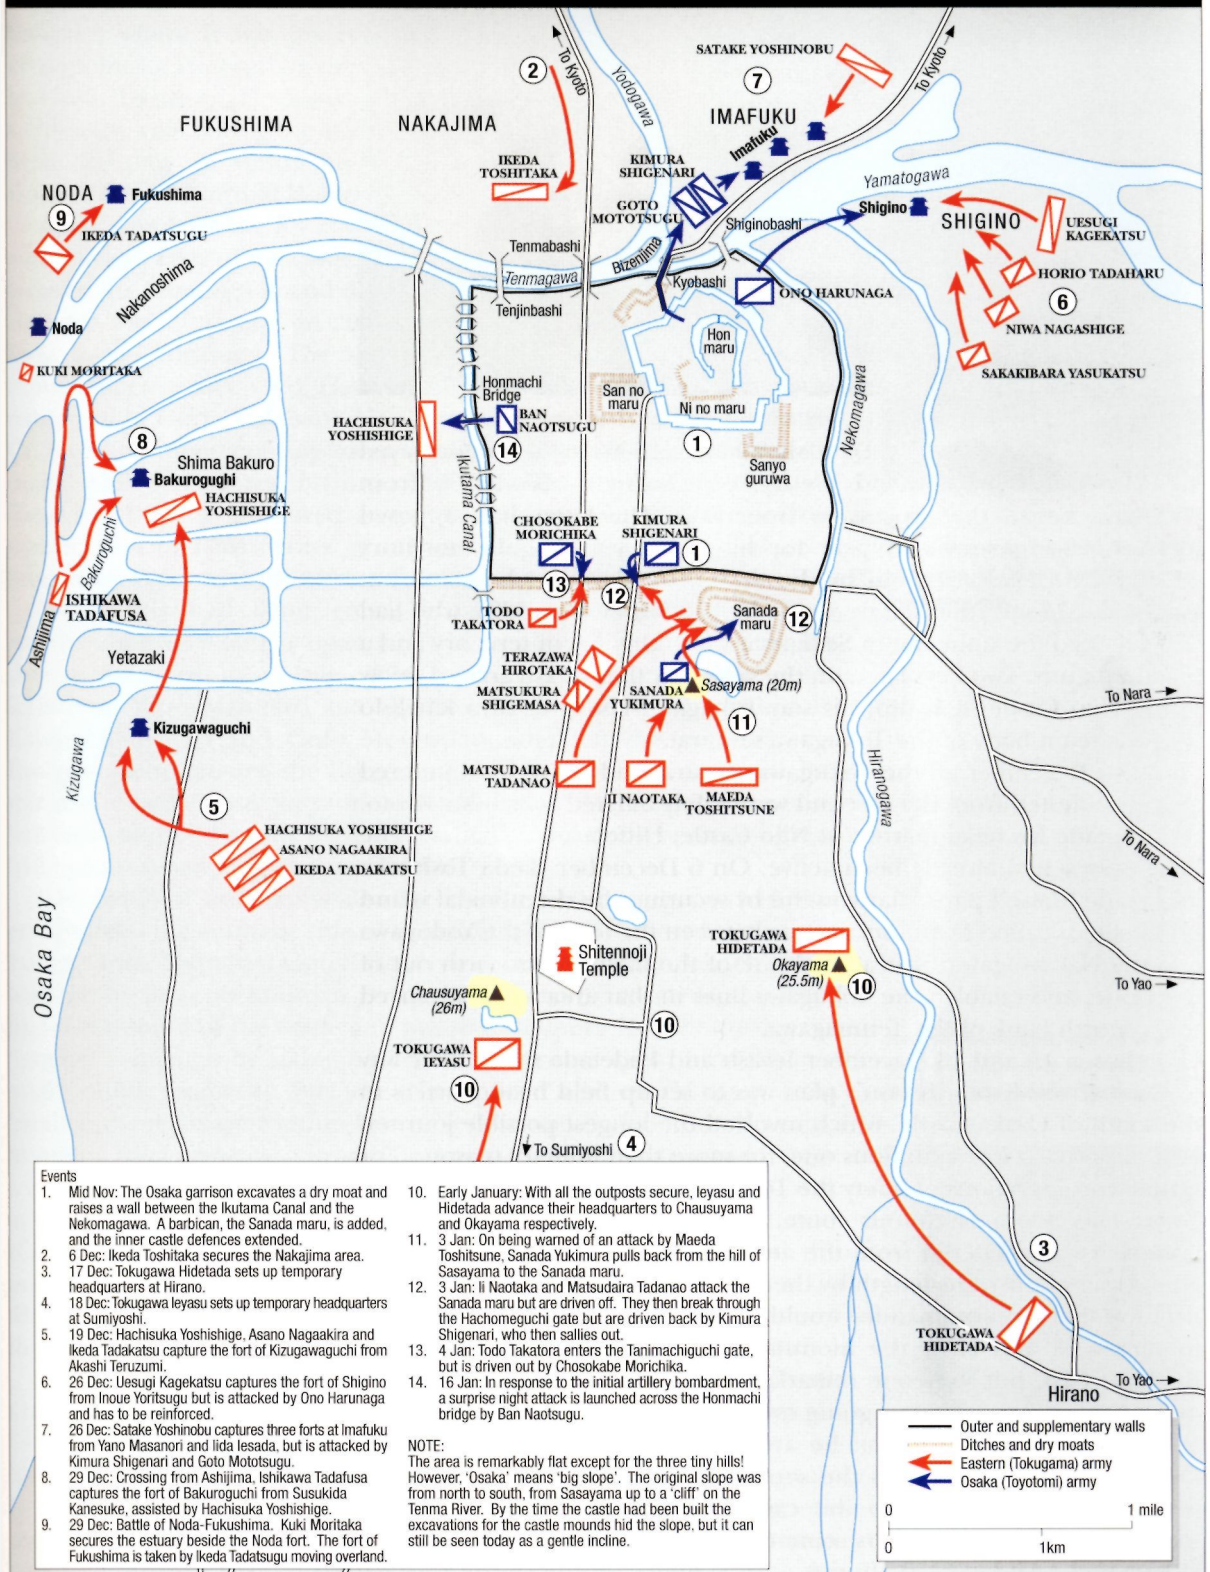 To Kyoto
2
Yodogawa
SATAKE YOSHINOBU
7
To Kyoto
FUKUSHIMA
NAKAJIMA
IMAFUKU
Imafuku
IKEDA
TOSHITAKA
KIMURA
SHIGENARI
GOTO
MOTOTSUGU
Yamatogawa
NODA
9
Fukushima
IKEDA TADATSUGU
Shigino
SHIGINO
UESUGI
KAGEKATSU
Shiginobashi
Tenmabashi
Bizenjima
Tenmagawa
Kyobashi
ONO HARUNAGA
HORIO TADAHARU
6
Nakanoshima
Tenjinbashi
NIWA NAGASHIGE
Noda
Hon
maru
KUKI MORITAKA
SAKAKIBARA YASUKATSU
Honmachi
Bridge
San no
maru
Ni no maru
Nekomagawa
HACHISUKA
YOSHISHIGE
BAN
NAOTSUGU
14
1
8
Shima Bakuro
Bakurogughi
Ikutama Canal
Sanyo
guruwa
HACHISUKA
YOSHISHIGE
CHOSOKABE
MORICHIKA
KIMURA
SHIGENARI
1
Bakuroguchi
13
12
ISHIKAWA
TADAFUSA
TODO
TAKATORA
Sanada
maru
12
Ashijima
Yetazaki
TERAZAWA
HIROTAKA
MATSUKURA
SHIGEMASA
SANADA
YUKIMURA
Sasayama (20m)
To Nara
11
Kizugawaguchi
Kizugawa
MATSUDAIRA
TADANAO
II NAOTAKA
MAEDA
TOSHITSUNE
Hiranogawa
5
HACHISUKA YOSHISHIGE
ASANO NAGAAKIRA
IKEDA TADAKATSU
To Nara
Osaka Bay
TOKUGAWA
HIDETADA
Shitennoji
Temple
Okayama
(25.5m)
10
To Yao
Chausuyama
(26m)
10
TOKUGAWA
IEYASU
10
To Sumiyoshi
4
3
TOKUGAWA
HIDETADA
To Yao
Hirano
Events
1. Mid Nov: The Osaka garrison excavates a dry moat and
raises a wall between the Ikutama Canal and the
Nekomagawa. A barbican, the Sanada maru, is added,
and the inner castle defences extended.
2. 6 Dec: Ikeda Toshitaka secures the Nakajima area.
3. 17 Dec: Tokugawa Hidetada sets up temporary
headquarters at Hirano.
4. 18 Dec: Tokugawa Ieyasu sets up temporary headquarters
at Sumiyoshi.
5. 19 Dec: Hachisuka Yoshishige, Asano Nagaakira and
Ikeda Tadakatsu capture the fort of Kizugawaguchi from
Akashi Teruzumi.
6. 26 Dec: Uesugi Kagekatsu captures the fort of Shigino
from Inoue Yoritsugu but is attacked by Ono Harunaga
and has to be reinforced.
7. 26 Dec: Satake Yoshinobu captures three forts at Imafuku
from Yano Masanori and Iida Iesada, but is attacked by
Kimura Shigenari and Goto Mototsugu.
8. 29 Dec: Crossing from Ashijima, Ishikawa Tadafusa
captures the fort of Bakuroguchi from Susukida
Kanesuke, assisted by Hachisuka Yoshishige.
9. 29 Dec: Battle of Noda-Fukushima. Kuki Moritaka
secures the estuary beside the Noda fort. The fort of
Fukushima is taken by Ikeda Tadatsugu moving overland.
10. Early January: With all the outposts secure, Ieyasu and
Hidetada advance their headquarters to Chausuyama
and Okayama respectively.
11. 3 Jan: On being warned of an attack by Maeda
Toshitsune, Sanada Yukimura pulls back from the hill of
Sasayama to the Sanada maru.
12. 3 Jan: Ii Naotaka and Matsudaira Tadanao attack the
Sanada maru but are driven off. They then break through
the Hachomeguchi gate but are driven back by Kimura
Shigenari, who then sallies out.
13. 4 Jan: Todo Takatora enters the Tanimachiguchi gate,
but is driven out by Chosokabe Morichika.
14. 16 Jan: In response to the initial artillery bombardment,
a surprise night attack is launched across the Honmachi
bridge by Ban Naotsugu.
NOTE:
The area is remarkably flat except for the three tiny hills!
However, 'Osaka' means 'big slope'. The original slope was
from north to south, from Sasayama up to a 'cliff' on the
Tenma River. By the time the castle had been built the
excavations for the castle mounds hid the slope, but it can
still be seen today as a gentle incline.
Outer and supplementary walls
Ditches and dry moats
Eastern (Tokugama) army
Osaka (Toyotomi) army
0 1 mile
0 1km